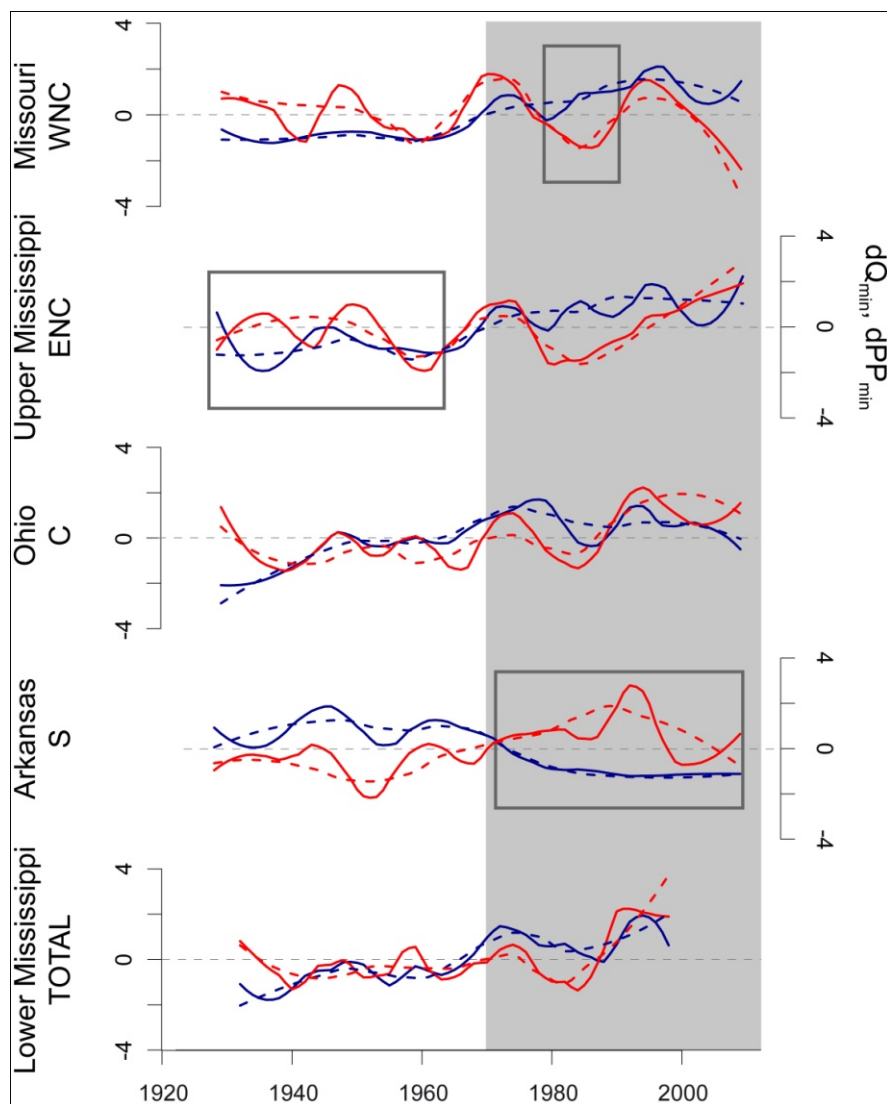 Missouri
WNC
4
0
-4
Upper Mississippi
ENC
4
0
-4
dQmin, dPPmin
Ohio
C
4
0
-4
Arkansas
S
4
0
-4
Lower Mississippi
TOTAL
4
0
-4
1920 1940 1960 1980 2000